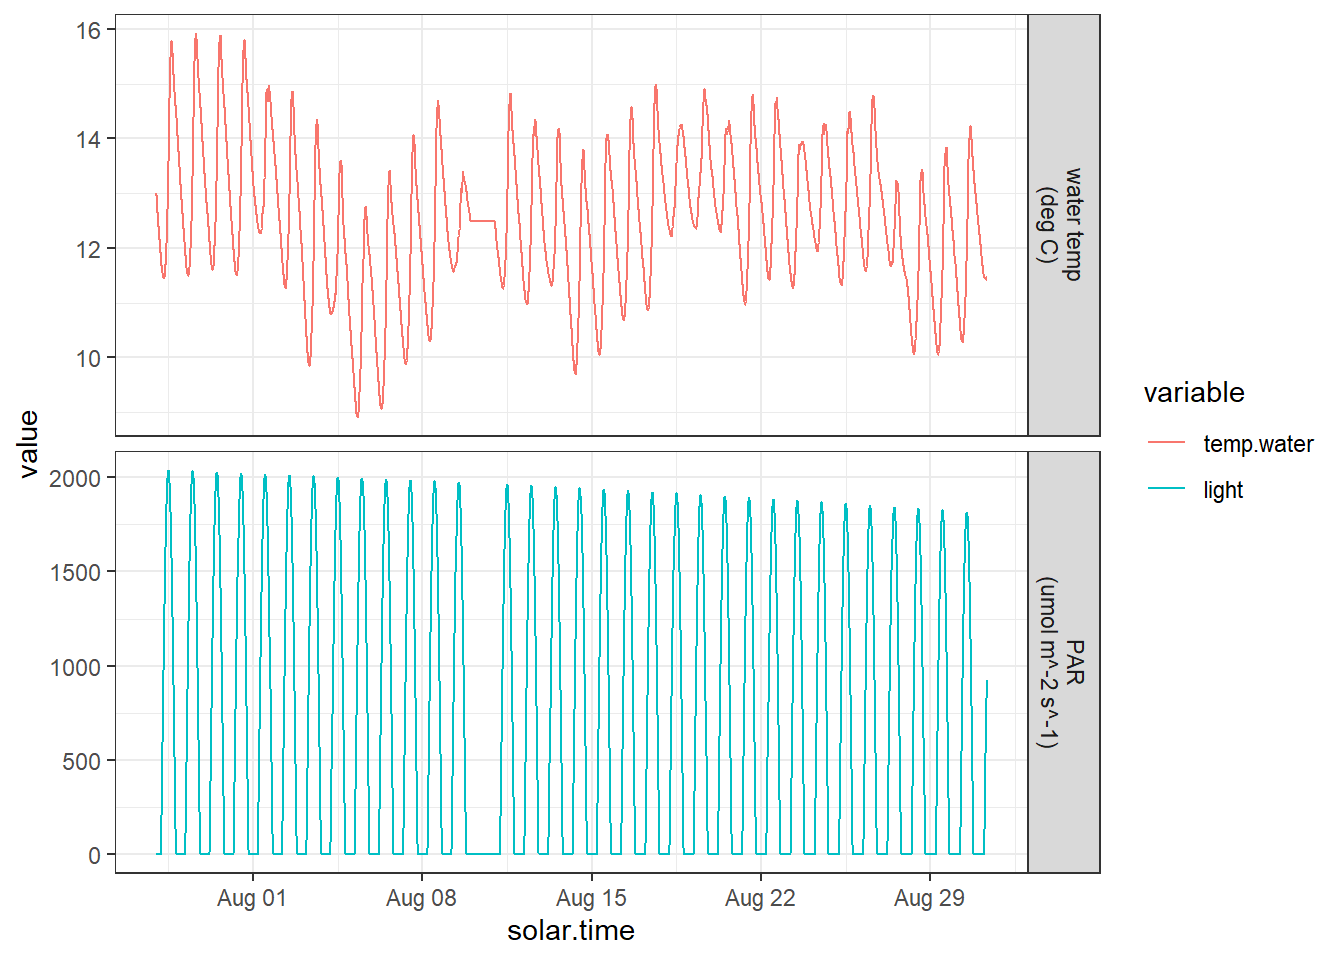 16
14
12
10
water temp
(deg C)
value
2000
1500
1000
500
0
PAR
(umol m^-2 s^-1)
Aug 01
Aug 08
Aug 15
Aug 22
Aug 29
solar.time
variable
temp.water
light